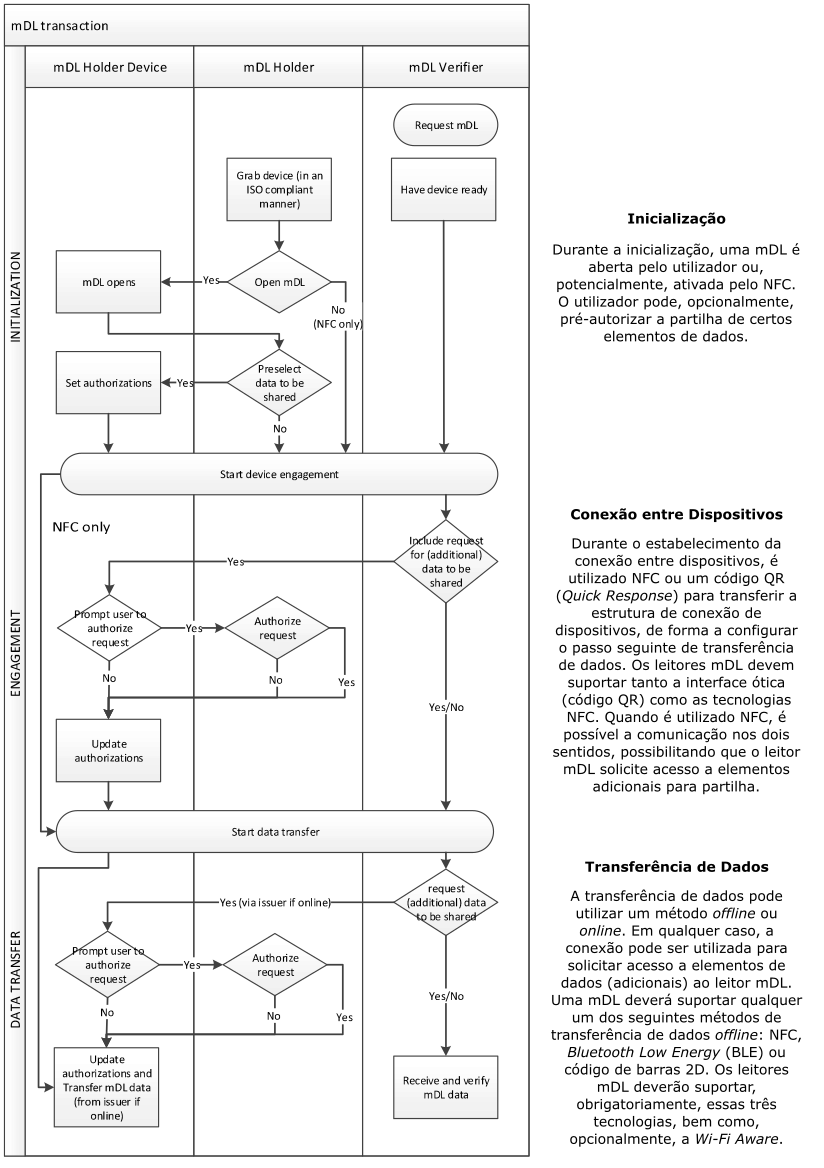 mDL transaction
mDL Holder Device
mDL Holder
mDL Verifier
INITIALIZATION
Request mDL
Grab device (in an
ISO compliant
manner)
Have device ready
mDL opens
Yes
Open mDL
No
(NFC only)
Set authorizations
Yes
Preselect
data to be
shared
No
Start device engagement
ENGAGEMENT
NFC only
Include request
for (additional)
data to be
shared
Yes
Prompt user to
authorize
request
Yes
Authorize
request
No
No
Yes
Yes/No
Update
authorizations
Start data transfer
DATA TRANSFER
request
(additional) data
to be shared
Yes (via issuer if online)
Prompt user to
authorize
request
Yes
Authorize
request
No
No
Yes
Yes/No
Update
authorizations and
Transfer mDL data
(from issuer if
online)
Receive and verify
mDL data
Inicialização
Durante a inicialização, uma mDL é
aberta pelo utilizador ou,
potencialmente, ativada pelo NFC.
O utilizador pode, opcionalmente,
pré-autorizar a partilha de certos
elementos de dados.
Conexão entre Dispositivos
Durante o estabelecimento da
conexão entre dispositivos, é
utilizado NFC ou um código QR
(Quick Response) para transferir a
estrutura de conexão de
dispositivos, de forma a configurar
o passo seguinte de transferência
de dados. Os leitores mDL devem
suportar tanto a interface ótica
(código QR) como as tecnologias
NFC. Quando é utilizado NFC, é
possível a comunicação nos dois
sentidos, possibilitando que o leitor
mDL solicite acesso a elementos
adicionais para partilha.
Transferência de Dados
A transferência de dados pode
utilizar um método offline ou
online. Em qualquer caso, a
conexão pode ser utilizada para
solicitar acesso a elementos de
dados (adicionais) ao leitor mDL.
Uma mDL deverá suportar qualquer
um dos seguintes métodos de
transferência de dados offline: NFC,
Bluetooth Low Energy (BLE) ou
código de barras 2D. Os leitores
mDL deverão suportar,
obrigatoriamente, essas três
tecnologias, bem como,
opcionalmente, a Wi-Fi Aware.